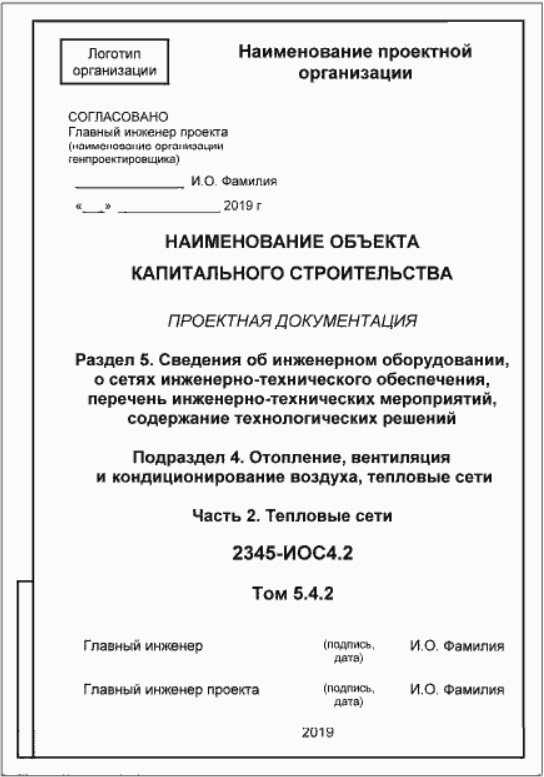 Логотип
организации
Наименование проектной
организации
СОГЛАСОВАНО
Главный инженер проекта
(наименование организации
генпроектировщика)
_______________ И.О. Фамилия
«___» _______________ 2019 г
НАИМЕНОВАНИЕ ОБЪЕКТА
КАПИТАЛЬНОГО СТРОИТЕЛЬСТВА
ПРОЕКТНАЯ ДОКУМЕНТАЦИЯ
Раздел 5. Сведения об инженерном оборудовании,
о сетях инженерно-технического обеспечения,
перечень инженерно-технических мероприятий,
содержание технологических решений
Подраздел 4. Отопление, вентиляция
и кондиционирование воздуха, тепловые сети
Часть 2. Тепловые сети
2345-ИОС4.2
Том 5.4.2
Главный инженер (подпись, дата) И.О. Фамилия
Главный инженер проекта (подпись, дата) И.О. Фамилия
2019